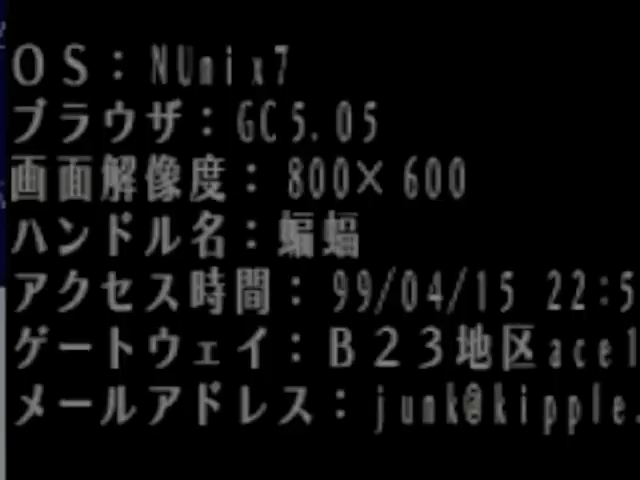 OS：NUnix7
ブラウザ：GC5.05
画面解像度：800×600
ハンドル名：蝙蝠
アクセス時間：99/04/15 22:5
ゲートウェイ：B23地区ace1
メールアドレス：junk@kipple.